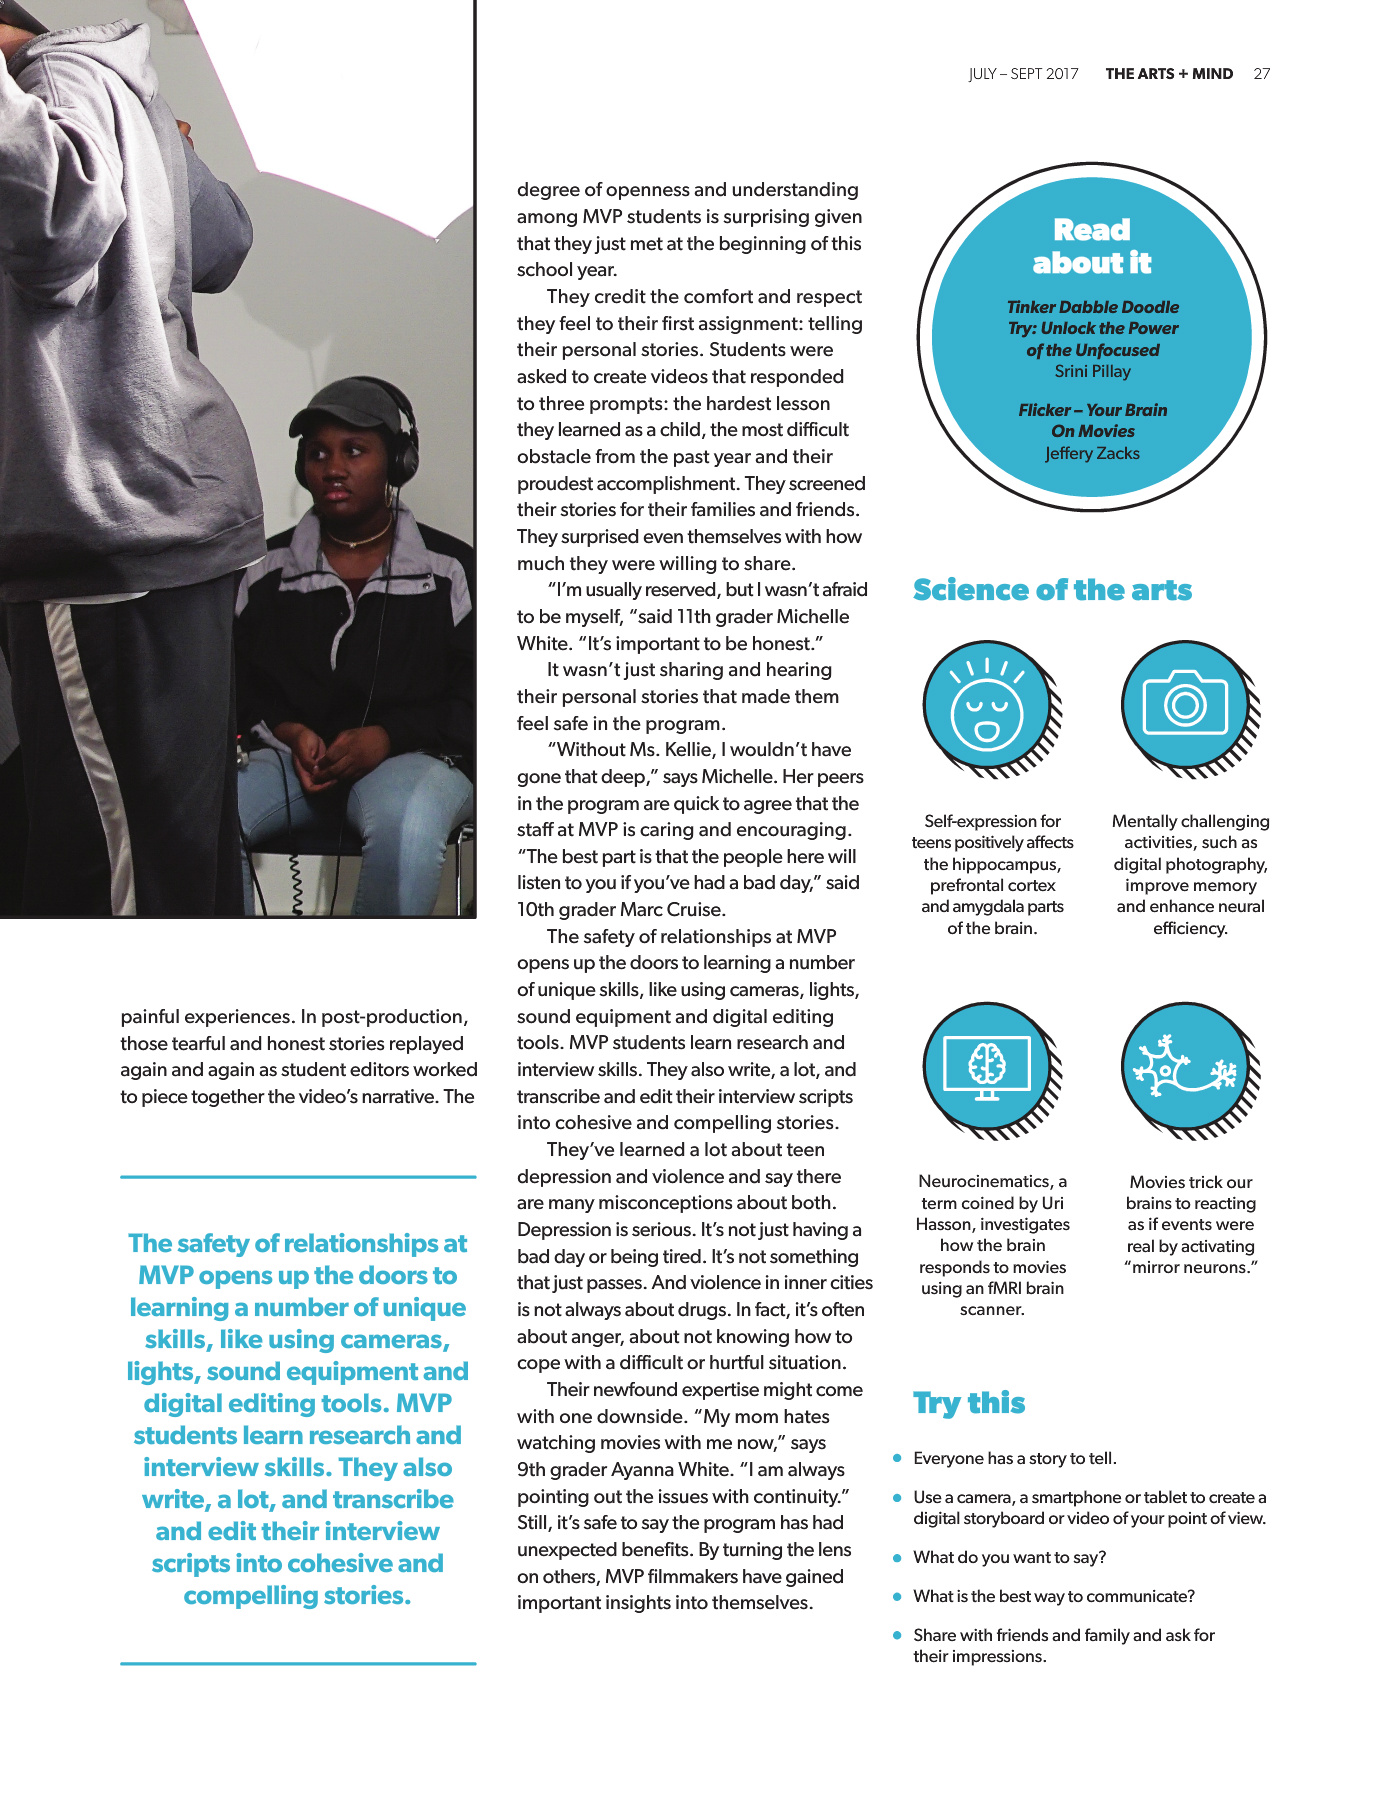 JULY – SEPT 2017 THE ARTS + MIND 27
painful experiences. In post-production,
those tearful and honest stories replayed
again and again as student editors worked
to piece together the video’s narrative. The
The safety of relationships at
MVP opens up the doors to
learning a number of unique
skills, like using cameras,
lights, sound equipment and
digital editing tools. MVP
students learn research and
interview skills. They also
write, a lot, and transcribe
and edit their interview
scripts into cohesive and
compelling stories.
degree of openness and understanding
among MVP students is surprising given
that they just met at the beginning of this
school year.
They credit the comfort and respect
they feel to their first assignment: telling
their personal stories. Students were
asked to create videos that responded
to three prompts: the hardest lesson
they learned as a child, the most difficult
obstacle from the past year and their
proudest accomplishment. They screened
their stories for their families and friends.
They surprised even themselves with how
much they were willing to share.
“I’m usually reserved, but I wasn’t afraid
to be myself, “said 11th grader Michelle
White. “It’s important to be honest.”
It wasn’t just sharing and hearing
their personal stories that made them
feel safe in the program.
“Without Ms. Kellie, I wouldn’t have
gone that deep,” says Michelle. Her peers
in the program are quick to agree that the
staff at MVP is caring and encouraging.
“The best part is that the people here will
listen to you if you’ve had a bad day,” said
10th grader Marc Cruise.
The safety of relationships at MVP
opens up the doors to learning a number
of unique skills, like using cameras, lights,
sound equipment and digital editing
tools. MVP students learn research and
interview skills. They also write, a lot, and
transcribe and edit their interview scripts
into cohesive and compelling stories.
They’ve learned a lot about teen
depression and violence and say there
are many misconceptions about both.
Depression is serious. It’s not just having a
bad day or being tired. It’s not something
that just passes. And violence in inner cities
is not always about drugs. In fact, it’s often
about anger, about not knowing how to
cope with a difficult or hurtful situation.
Their newfound expertise might come
with one downside. “My mom hates
watching movies with me now,” says
9th grader Ayanna White. “I am always
pointing out the issues with continuity.”
Still, it’s safe to say the program has had
unexpected benefits. By turning the lens
on others, MVP filmmakers have gained
important insights into themselves.
Read
about it
Tinker Dabble Doodle
Try: Unlock the Power
of the Unfocused
Srini Pillay
Flicker – Your Brain
On Movies
Jeffery Zacks
Science of the arts
Self-expression for
teens positively affects
the hippocampus,
prefrontal cortex
and amygdala parts
of the brain.
Mentally challenging
activities, such as
digital photography,
improve memory
and enhance neural
efficiency.
Neurocinematics, a
term coined by Uri
Hasson, investigates
how the brain
responds to movies
using an fMRI brain
scanner.
Movies trick our
brains to reacting
as if events were
real by activating
“mirror neurons.”
Try this
Everyone has a story to tell.
Use a camera, a smartphone or tablet to create a
digital storyboard or video of your point of view.
What do you want to say?
What is the best way to communicate?
Share with friends and family and ask for
their impressions.